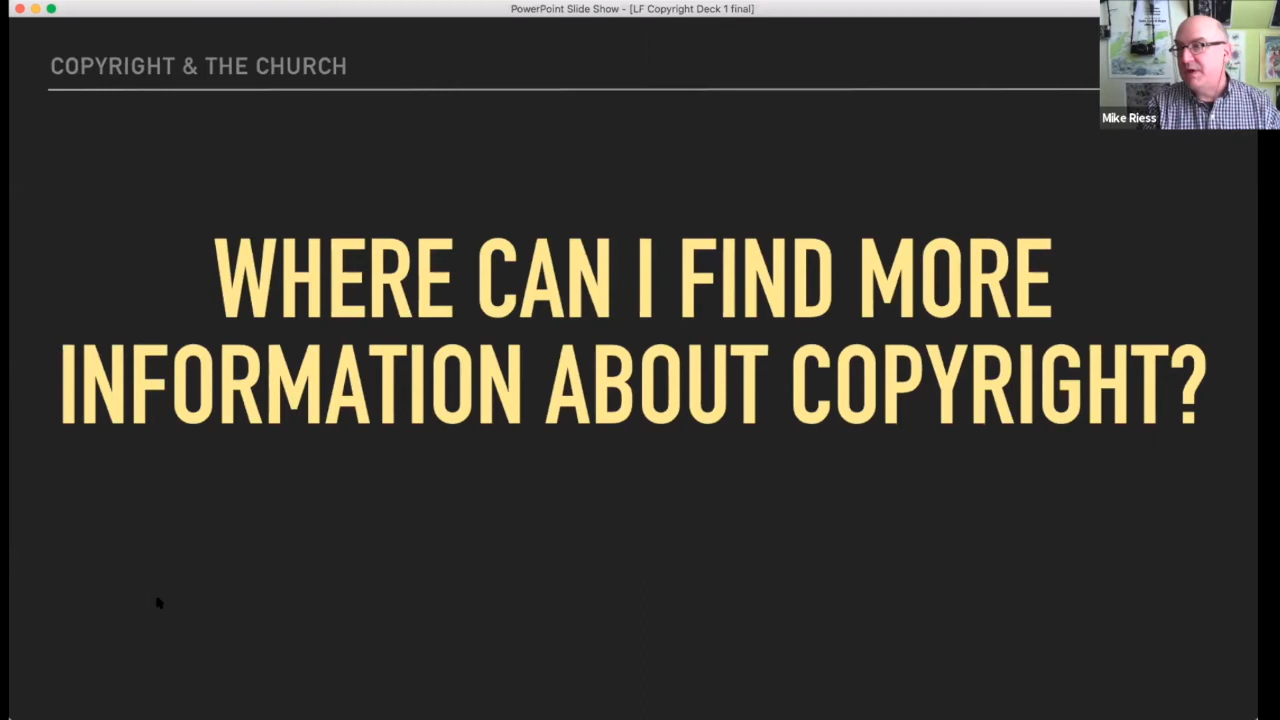 PowerPoint Slide Show - [LF Copyright Deck 1 final]
COPYRIGHT & THE CHURCH
Mike Riess
WHERE CAN I FIND MORE
INFORMATION ABOUT COPYRIGHT?